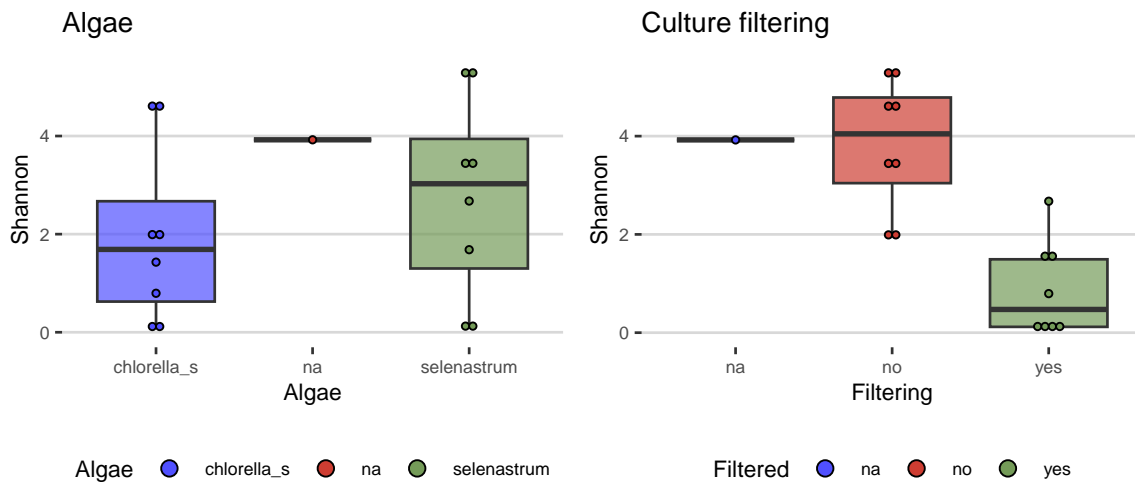 Algae
Shannon
4
2
0
chlorella_s
na
selenastrum
Algae
Algae
chlorella_s
na
selenastrum
Culture filtering
Shannon
4
2
0
na
no
yes
Filtering
Filtered
na
no
yes